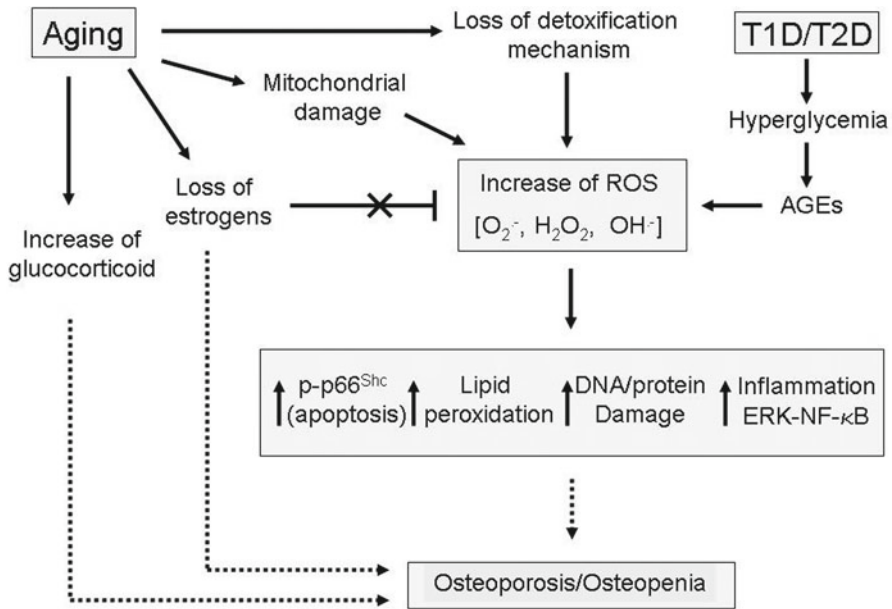 Aging
Loss of detoxification
mechanism
T1D/T2D
Mitochondrial
damage
Hyperglycemia
Loss of
estrogens
Increase of ROS
[O₂·⁻, H₂O₂, OH·⁻]
AGEs
Increase of
glucocorticoid
p-p66ˢʰᶜ
(apoptosis)
Lipid
peroxidation
DNA/protein
Damage
Inflammation
ERK-NF-κB
Osteoporosis/Osteopenia